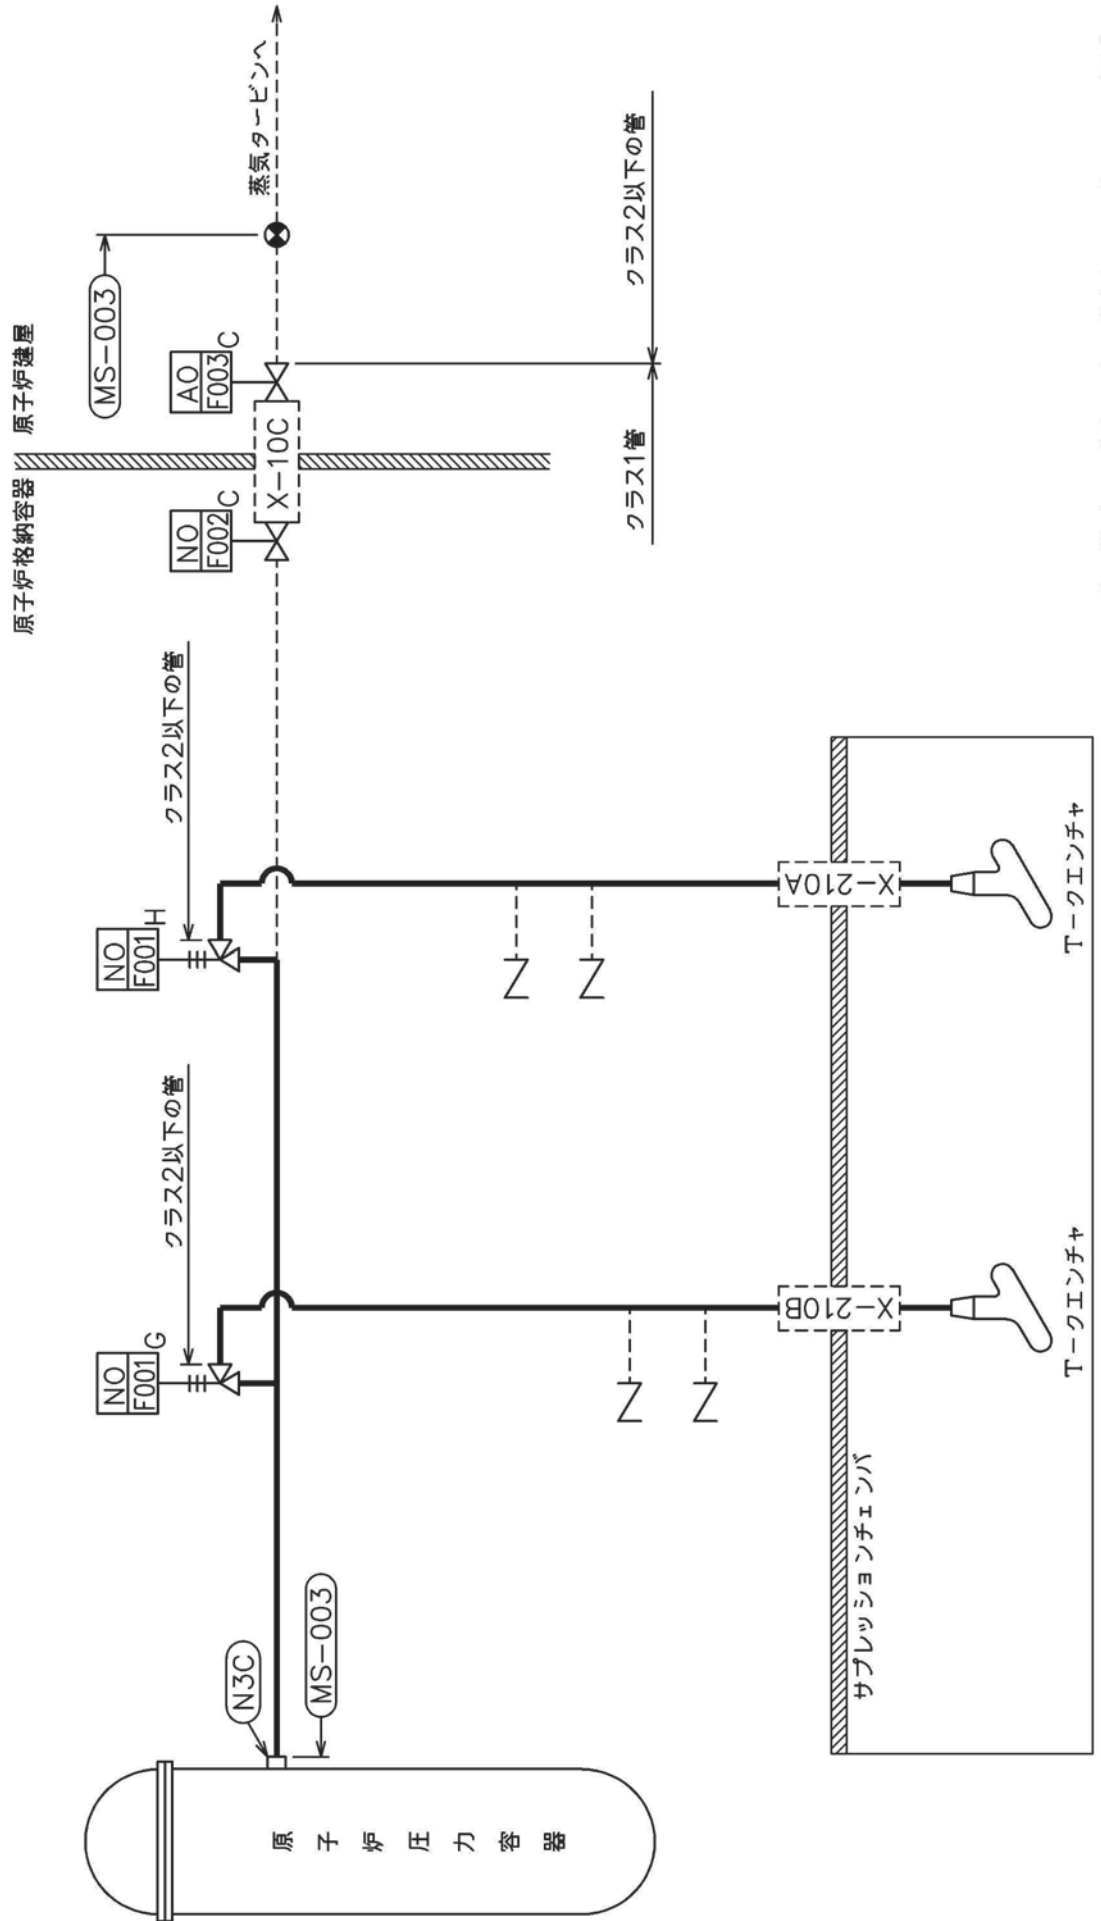 原子炉格納容器
原子炉建屋
MS-003
NO
F001
G
クラス2以下の管
NO
F001
H
クラス2以下の管
NO
F002
C
X-10C
AO
F003
C
蒸気タービンへ
クラス1管
クラス2以下の管
N3C
MS-003
原子炉圧力容器
X-210B
X-210A
サプレッションチェンバ
T-クエンチャ
T-クエンチャ